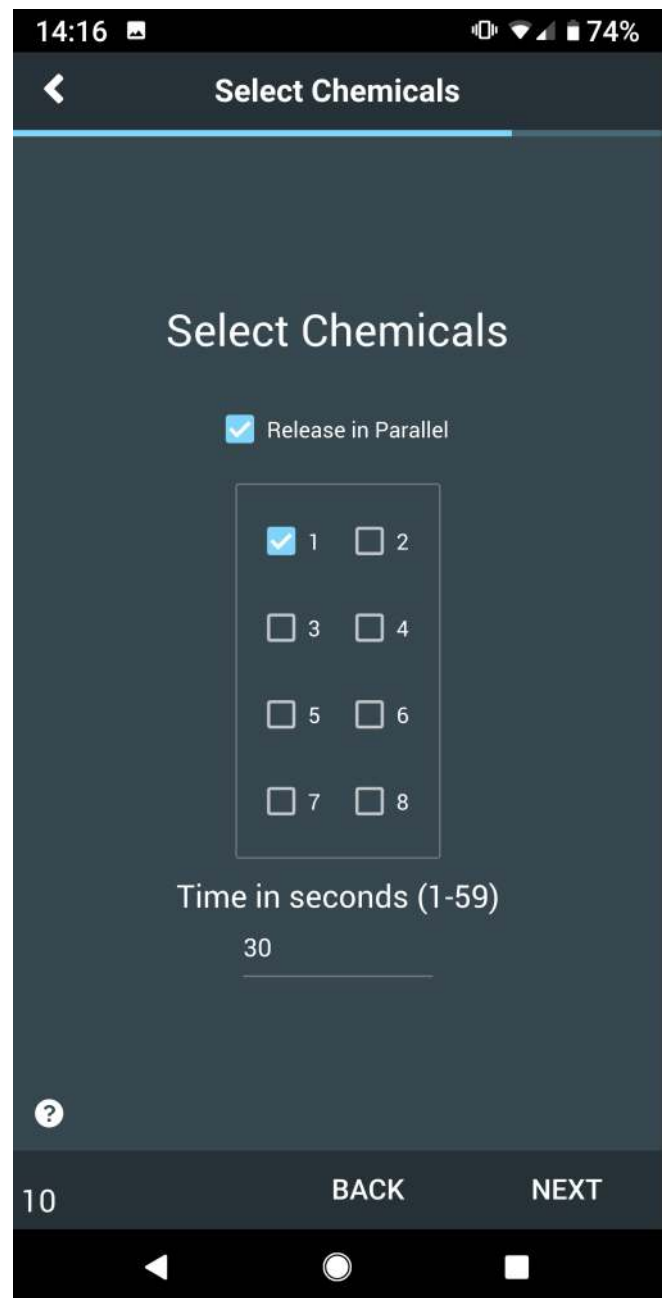 14:16 74%
Select Chemicals
Select Chemicals
Release in Parallel
1 2
3 4
5 6
7 8
Time in seconds (1-59)
30
?
10 BACK NEXT